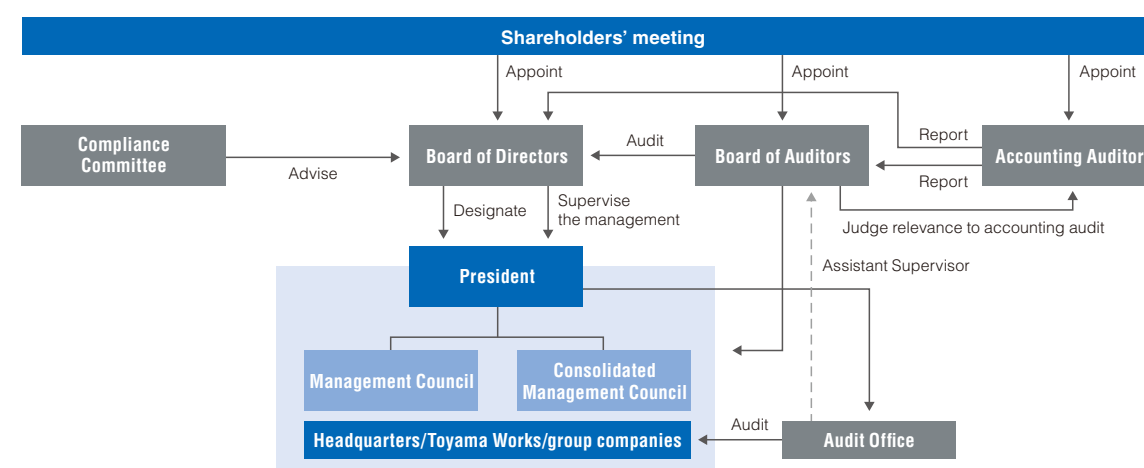 Shareholders’ meeting
Appoint
Appoint
Appoint
Compliance
Committee
Advise
Board of Directors
Audit
Board of Auditors
Report
Report
Accounting Auditor
Designate
Supervise
the management
Judge relevance to accounting audit
President
Assistant Supervisor
Management Council
Consolidated
Management Council
Headquarters/Toyama Works/group companies
Audit
Audit Office